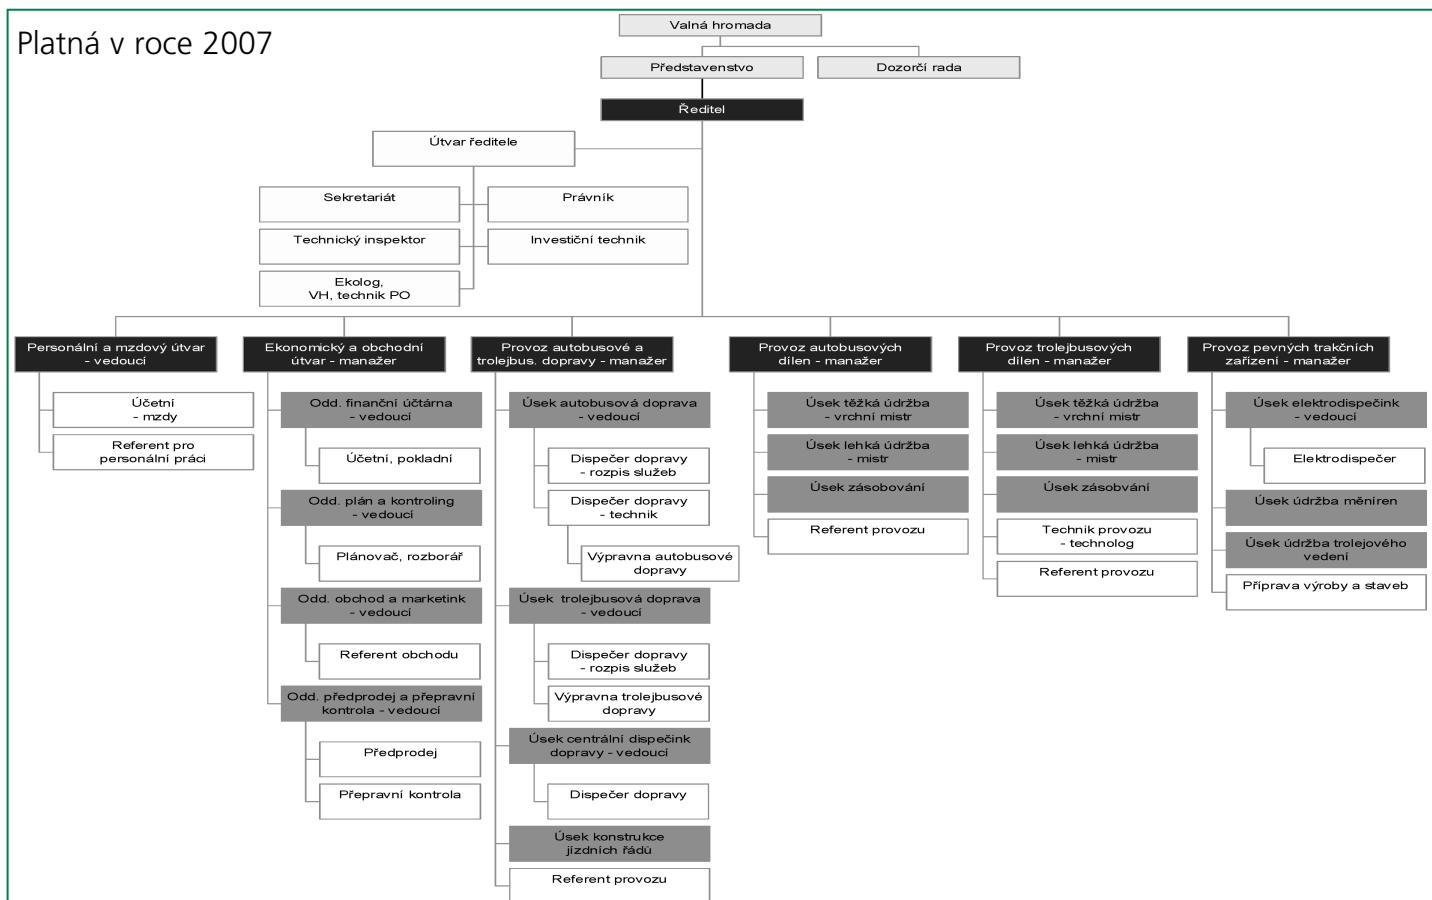 Platná v roce 2007
Valná hromada
Představenstvo
Dozorčí rada
Ředitel
Útvar ředitele
Sekretariát
Právník
Technický inspektor
Investiční technik
Ekolog,
VH, technik PO
Personální a mzdový útvar
- vedoucí
Účetní
- mzdy
Referent pro
personální práci
Ekonomický a obchodní
útvar - manažer
Odd. finanční účtárna
- vedoucí
Účetní, pokladní
Odd. plán a kontroling
- vedoucí
Plánovač, rozborář
Odd. obchod a marketink
- vedoucí
Referent obchodu
Odd. předprodej a přepravní
kontrola - vedoucí
Předprodej
Přepravní kontrola
Provoz autobusové a
trolejbus. dopravy - manažer
Úsek autobusová doprava
- vedoucí
Dispečer dopravy
- rozpis služeb
Dispečer dopravy
- technik
Výpravna autobusové
dopravy
Úsek trolejbusová doprava
- vedoucí
Dispečer dopravy
- rozpis služeb
Výpravna trolejbusové
dopravy
Úsek centrální dispečink
dopravy - vedoucí
Dispečer dopravy
Úsek konstrukce
jízdních řádů
Referent provozu
Provoz autobusových
dílen - manažer
Úsek těžká údržba
- vrchní mistr
Úsek lehká údržba
- mistr
Úsek zásobování
Referent provozu
Provoz trolejbusových
dílen - manažer
Úsek těžká údržba
- vrchní mistr
Úsek lehká údržba
- mistr
Úsek zásobvání
Technik provozu
- technolog
Referent provozu
Provoz pevných trakčních
zařízení - manažer
Úsek elektrodispečink
- vedoucí
Elektrodispečer
Úsek údržba měníren
Úsek údržba trolejového
vedení
Příprava výroby a staveb